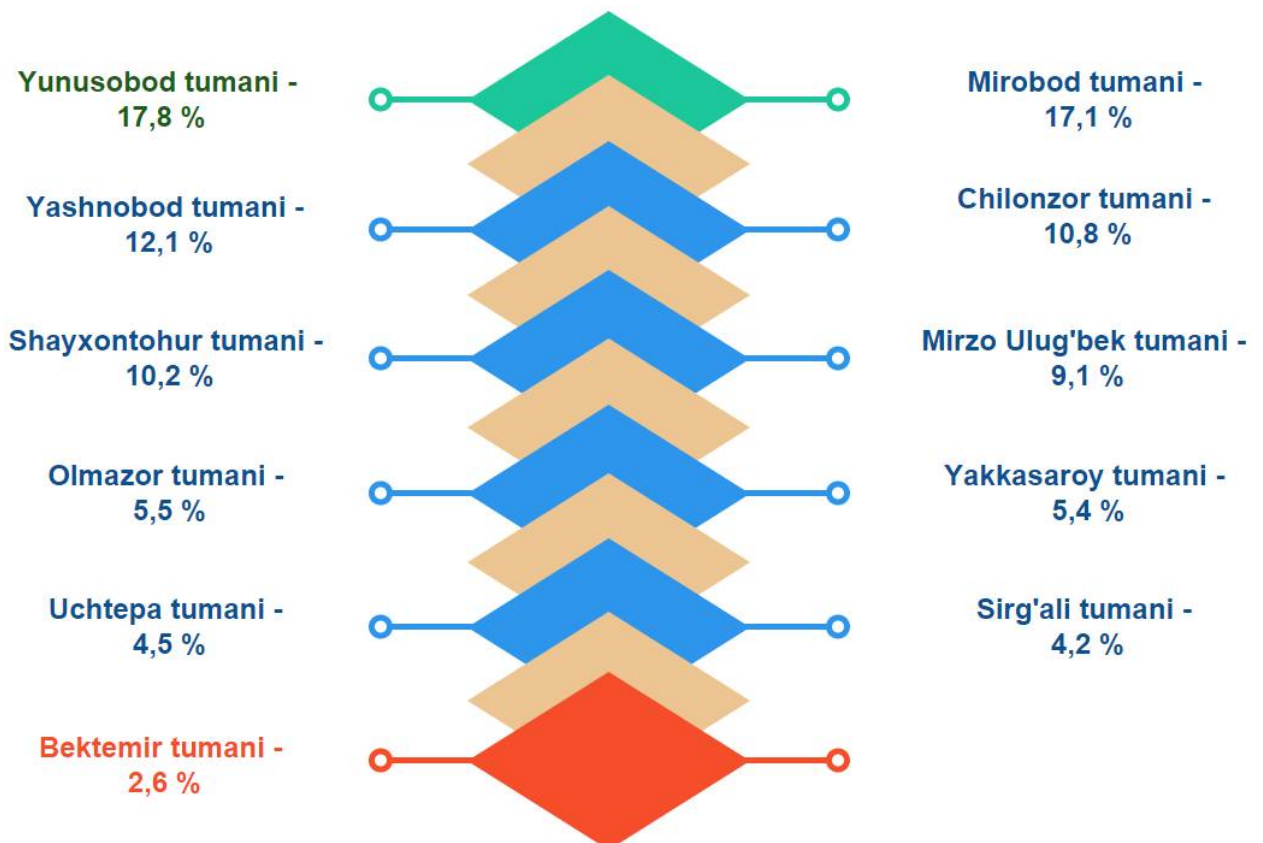 Yunusobod tumani -
17,8 %
Mirobod tumani -
17,1 %
Yashnobod tumani -
12,1 %
Chilonzor tumani -
10,8 %
Shayxontohur tumani -
10,2 %
Mirzo Ulug'bek tumani -
9,1 %
Olmazor tumani -
5,5 %
Yakkasaroy tumani -
5,4 %
Uchtepa tumani -
4,5 %
Sirg'ali tumani -
4,2 %
Bektemir tumani -
2,6 %